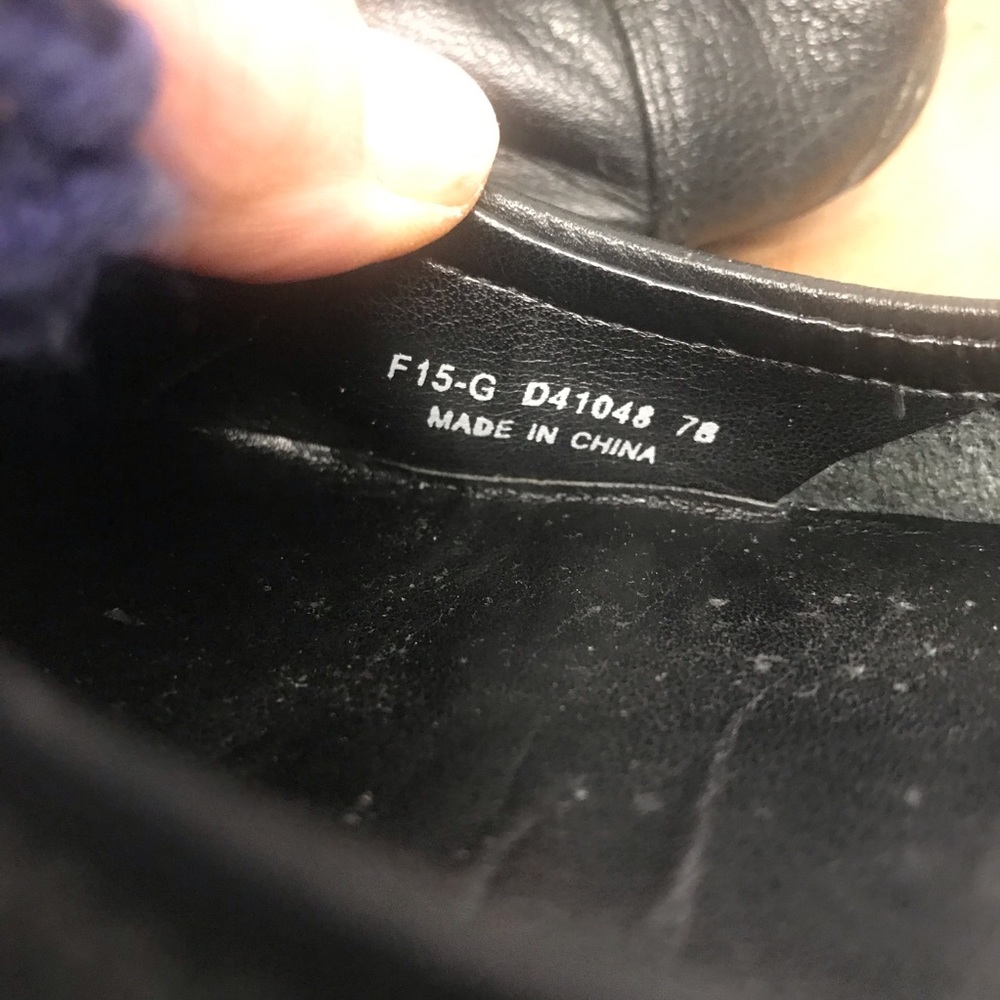 F15-G D41048 7B
MADE IN CHINA